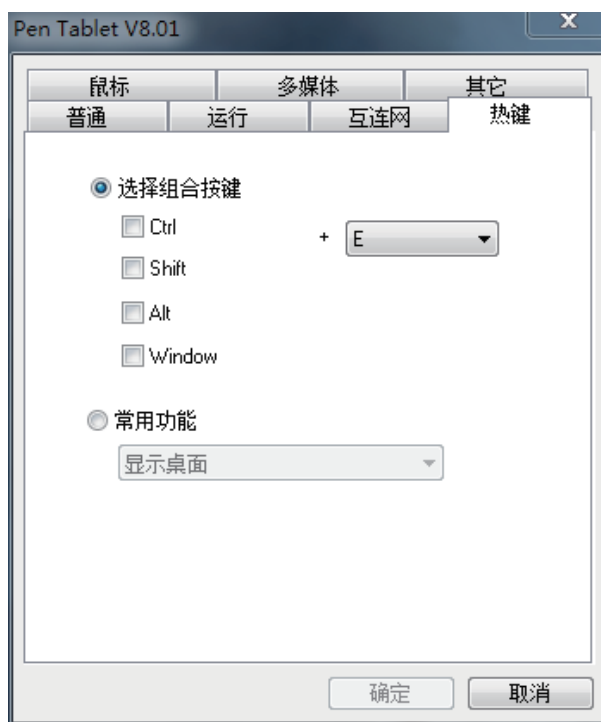 Pen Tablet V8.01
x
鼠标 多媒体 其它
普通 运行 互连网 热键
选择组合按键
Ctrl + E
Shift
Alt
Window
常用功能
显示桌面
确定 取消